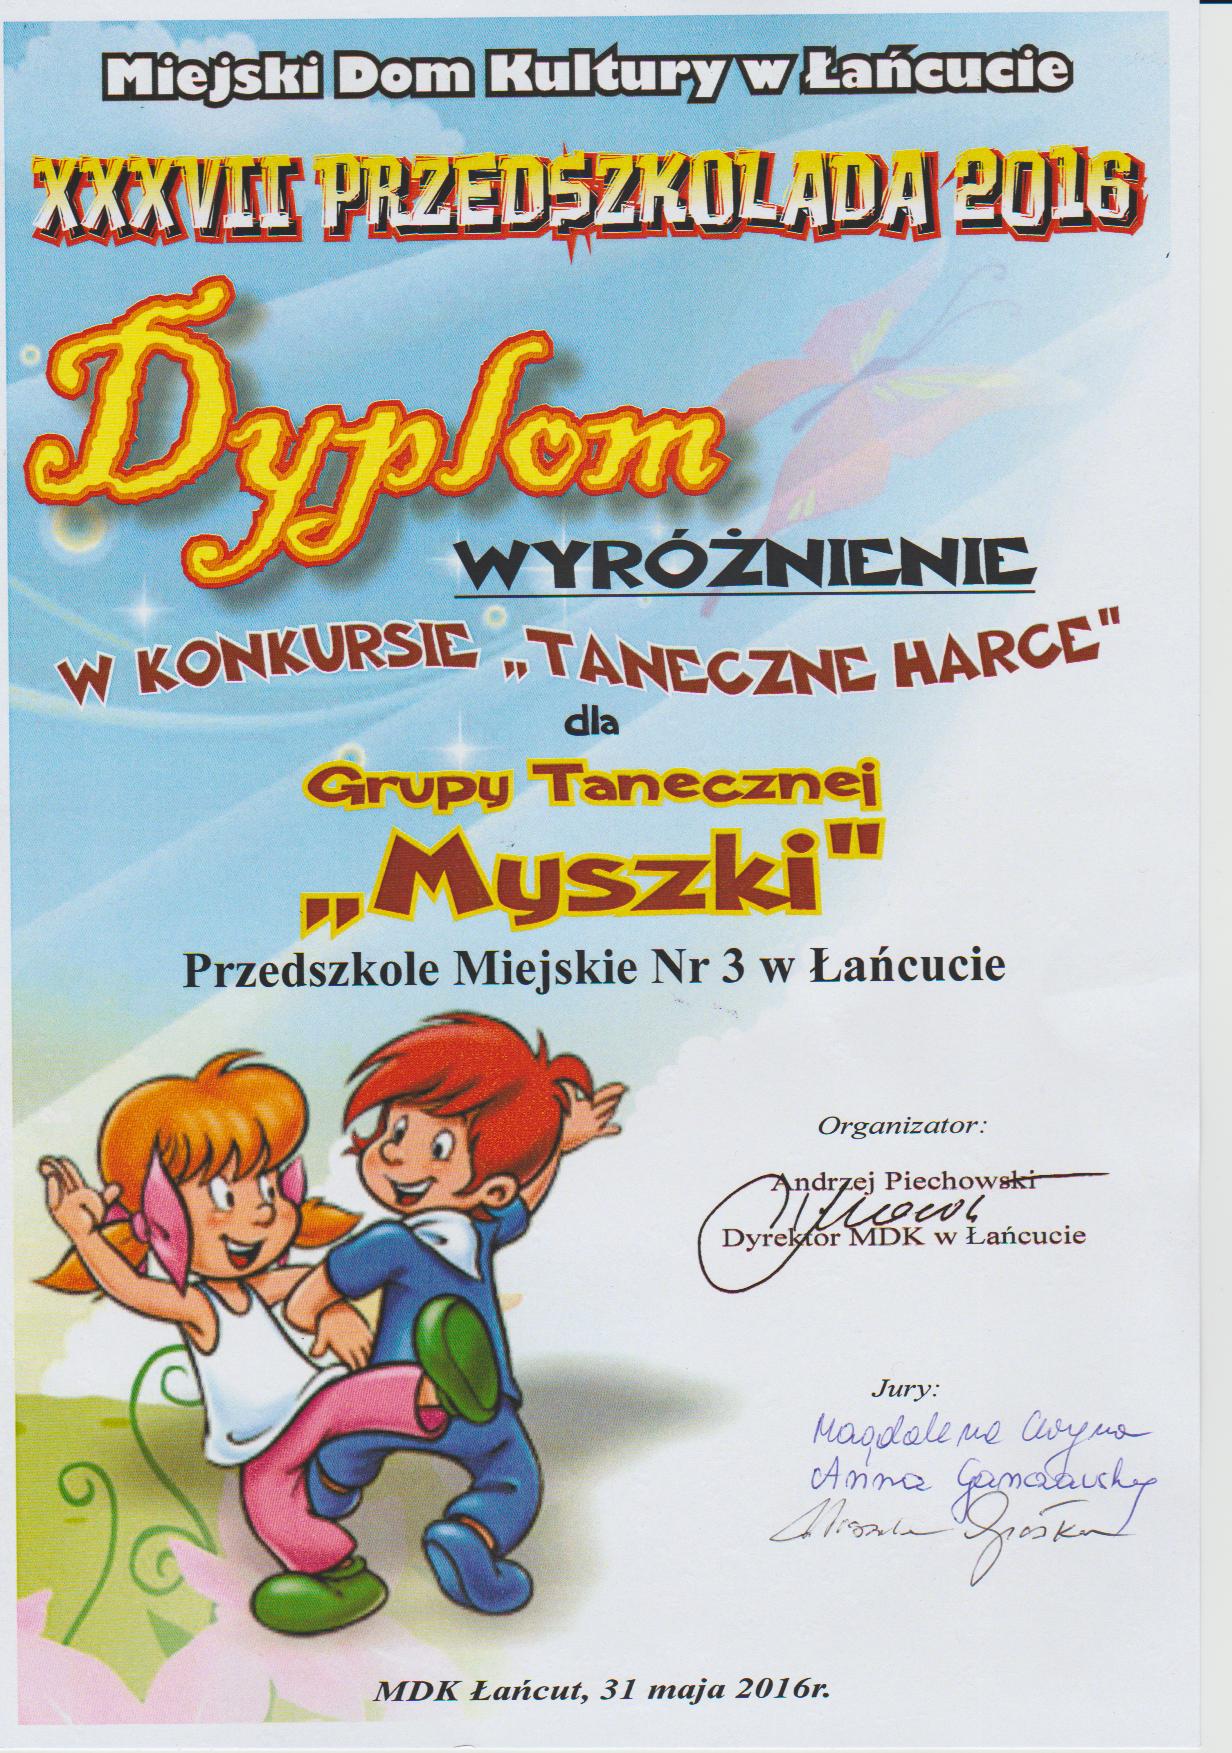 Miejski Dom Kultury w Łańcucie
XXXVII PRZEDSZKOLADA 2016
Dyplom
WYRÓŻNIENIE
W KONKURSIE „TANECZNE HARCE"
dla
Grupy Tanecznej
„Myszki"
Przedszkole Miejskie Nr 3 w Łańcucie
Organizator:
Andrzej Piechowski
Dyrektor MDK w Łańcucie
Jury:
Magdalena
Anna
MDK Łańcut, 31 maja 2016r.